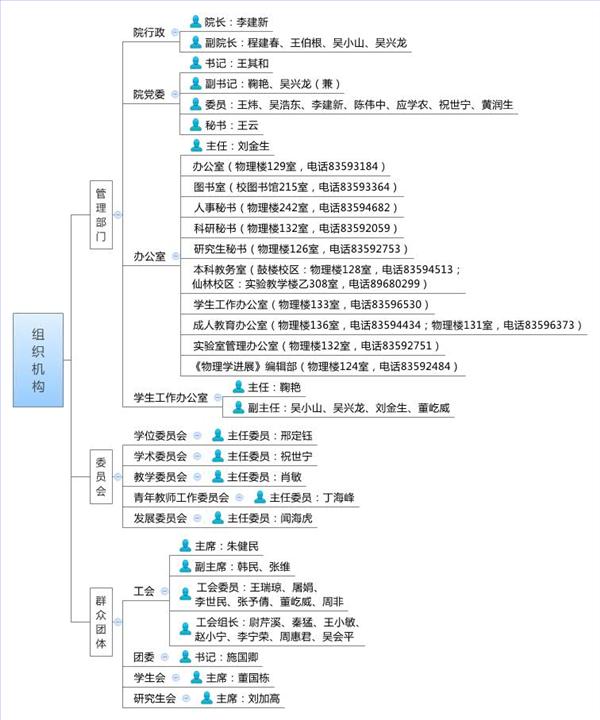 组织机构
管理部门
院行政
院长：李建新
副院长：程建春、王伯根、吴小山、吴兴龙
院党委
书记：王其和
副书记：鞠艳、吴兴龙（兼）
委员：王炜、吴浩东、李建新、陈伟中、应学农、祝世宁、黄润生
秘书：王云
办公室
主任：刘金生
办公室（物理楼129室，电话83593184）
图书室（校图书馆215室，电话83593364）
人事秘书（物理楼242室，电话83594682）
科研秘书（物理楼132室，电话83592059）
研究生秘书（物理楼126室，电话83592753）
本科教务室（鼓楼校区：物理楼128室，电话83594513；
仙林校区：实验教学楼乙308室，电话89680299）
学生工作办公室（物理楼133室，电话83596530）
成人教育办公室（物理楼136室，电话83594434；物理楼131室，电话83596373）
实验室管理办公室（物理楼132室，电话83592751）
《物理学进展》编辑部（物理楼124室，电话83592484）
学生工作办公室
主任：鞠艳
副主任：吴小山、吴兴龙、刘金生、董屹威
委员会
学位委员会
主任委员：邢定钰
学术委员会
主任委员：祝世宁
教学委员会
主任委员：肖敏
青年教师工作委员会
主任委员：丁海峰
发展委员会
主任委员：闻海虎
群众团体
工会
主席：朱健民
副主席：韩民、张维
工会委员：王瑞琼、屠娟、
李世民、张予倩、董屹威、周非
工会组长：尉芹溪、秦猛、王小敏、
赵小宁、李宁荣、周惠君、吴会平
团委
书记：施国卿
学生会
主席：董国栋
研究生会
主席：刘加高